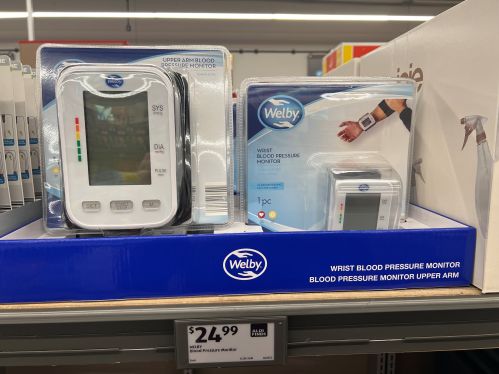 UPPER ARM BLOOD
PRESSURE MONITOR
Welby
SYS
DIA
PULSE
Welby
WRIST
BLOOD PRESSURE
MONITOR
1pc
Welby
WRIST BLOOD PRESSURE MONITOR
BLOOD PRESSURE MONITOR UPPER ARM
$24.99
ALDI
FINDS
WELBY
Blood Pressure Monitor